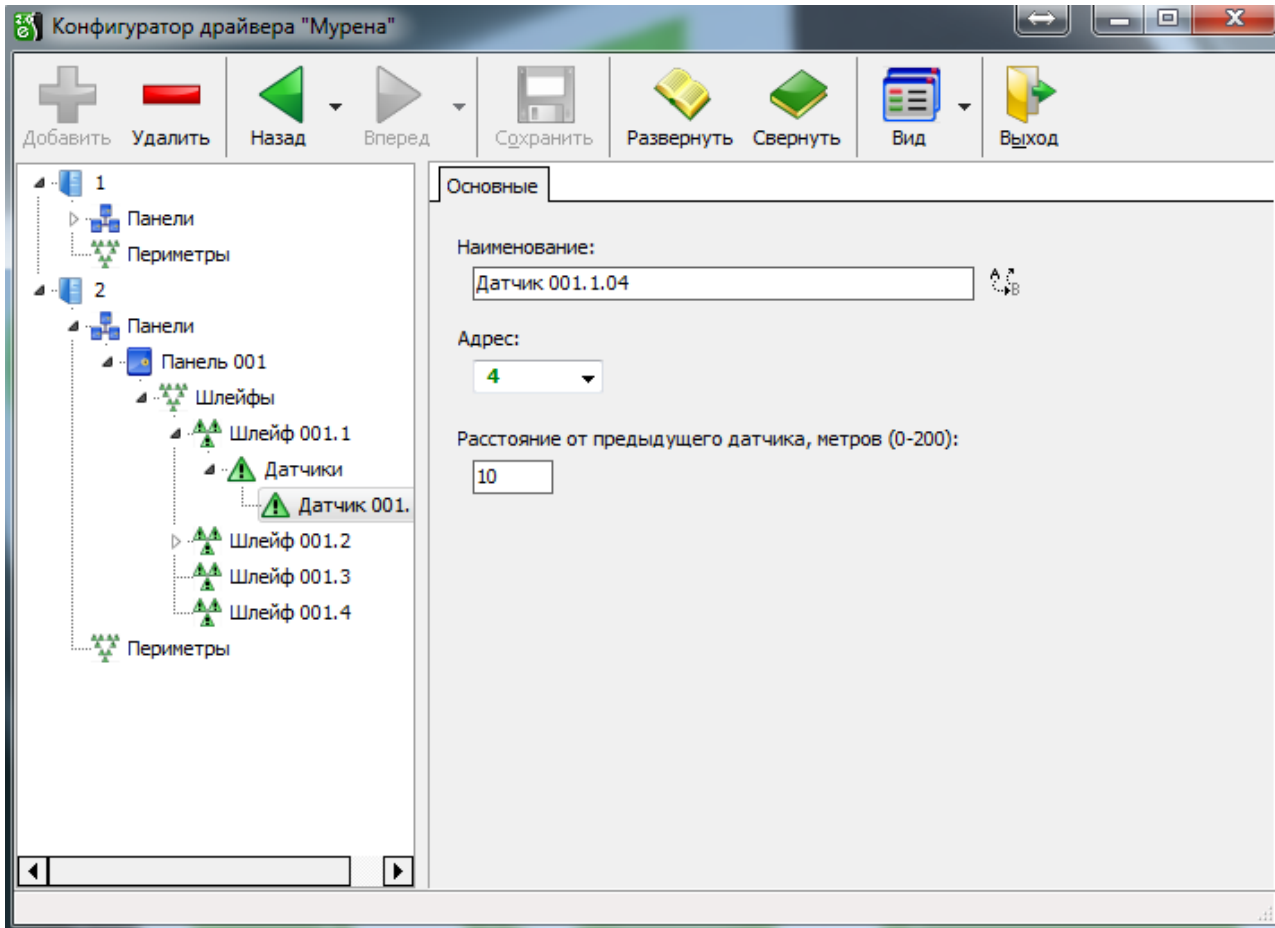 Конфигуратор драйвера "Мурена"
Добавить Удалить Назад Вперед Сохранить Развернуть Свернуть Вид Выход
1
Панели
Периметры
2
Панели
Панель 001
Шлейфы
Шлейф 001.1
Датчики
Датчик 001.
Шлейф 001.2
Шлейф 001.3
Шлейф 001.4
Периметры
Основные
Наименование:
Датчик 001.1.04
Адрес:
4
Расстояние от предыдущего датчика, метров (0-200):
10